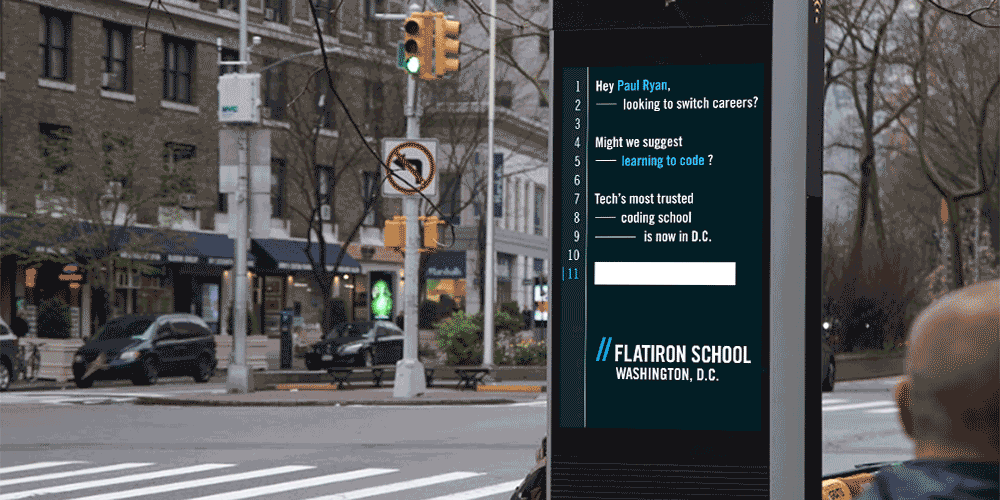 1 Hey Paul Ryan,
2 looking to switch careers?
3
4 Might we suggest
5 learning to code ?
6
7 Tech's most trusted
8 coding school
9 is now in D.C.
10
11
// FLATIRON SCHOOL
WASHINGTON, D.C.
Marshalls